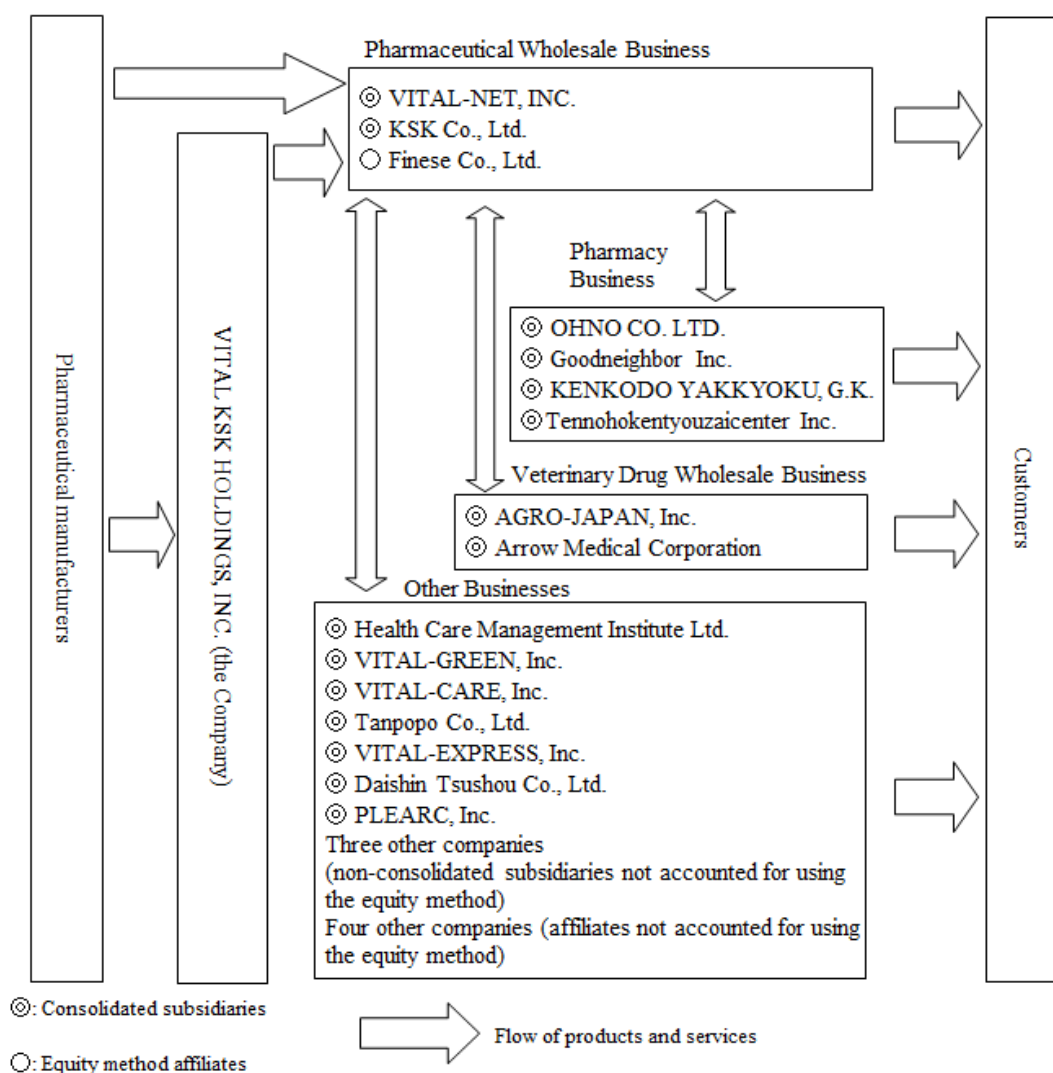 Pharmaceutical manufacturers
VITAL KSK HOLDINGS, INC. (the Company)
Pharmaceutical Wholesale Business
◎ VITAL-NET, INC.
◎ KSK Co., Ltd.
○ Finese Co., Ltd.
Pharmacy
Business
◎ OHNO CO. LTD.
◎ Goodneighbor Inc.
◎ KENKODO YAKKYOKU, G.K.
◎ Tennohokentyouzaicenter Inc.
Veterinary Drug Wholesale Business
◎ AGRO-JAPAN, Inc.
◎ Arrow Medical Corporation
Other Businesses
◎ Health Care Management Institute Ltd.
◎ VITAL-GREEN, Inc.
◎ VITAL-CARE, Inc.
◎ Tanpopo Co., Ltd.
◎ VITAL-EXPRESS, Inc.
◎ Daishin Tsushou Co., Ltd.
◎ PLEARC, Inc.
Three other companies
(non-consolidated subsidiaries not accounted for using
the equity method)
Four other companies (affiliates not accounted for using
the equity method)
Customers
◎: Consolidated subsidiaries
○: Equity method affiliates
Flow of products and services